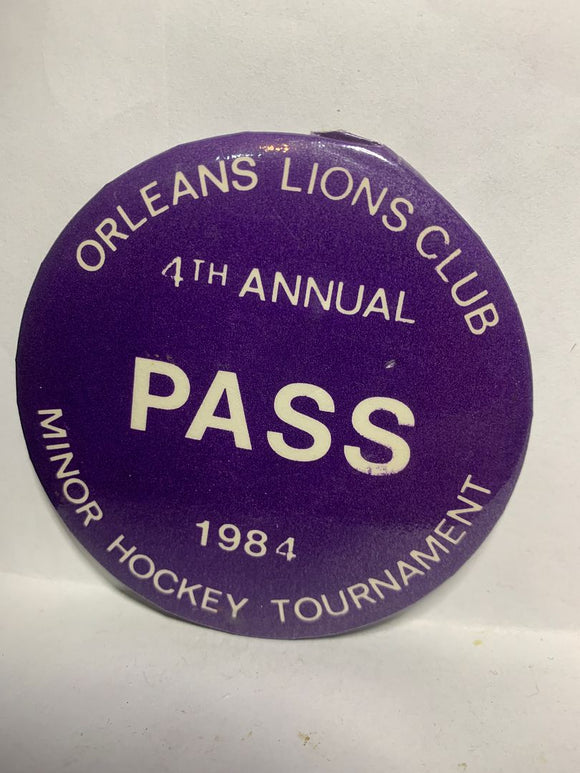 ORLEANS LIONS CLUB
4TH ANNUAL
PASS
1984
MINOR HOCKEY TOURNAMENT